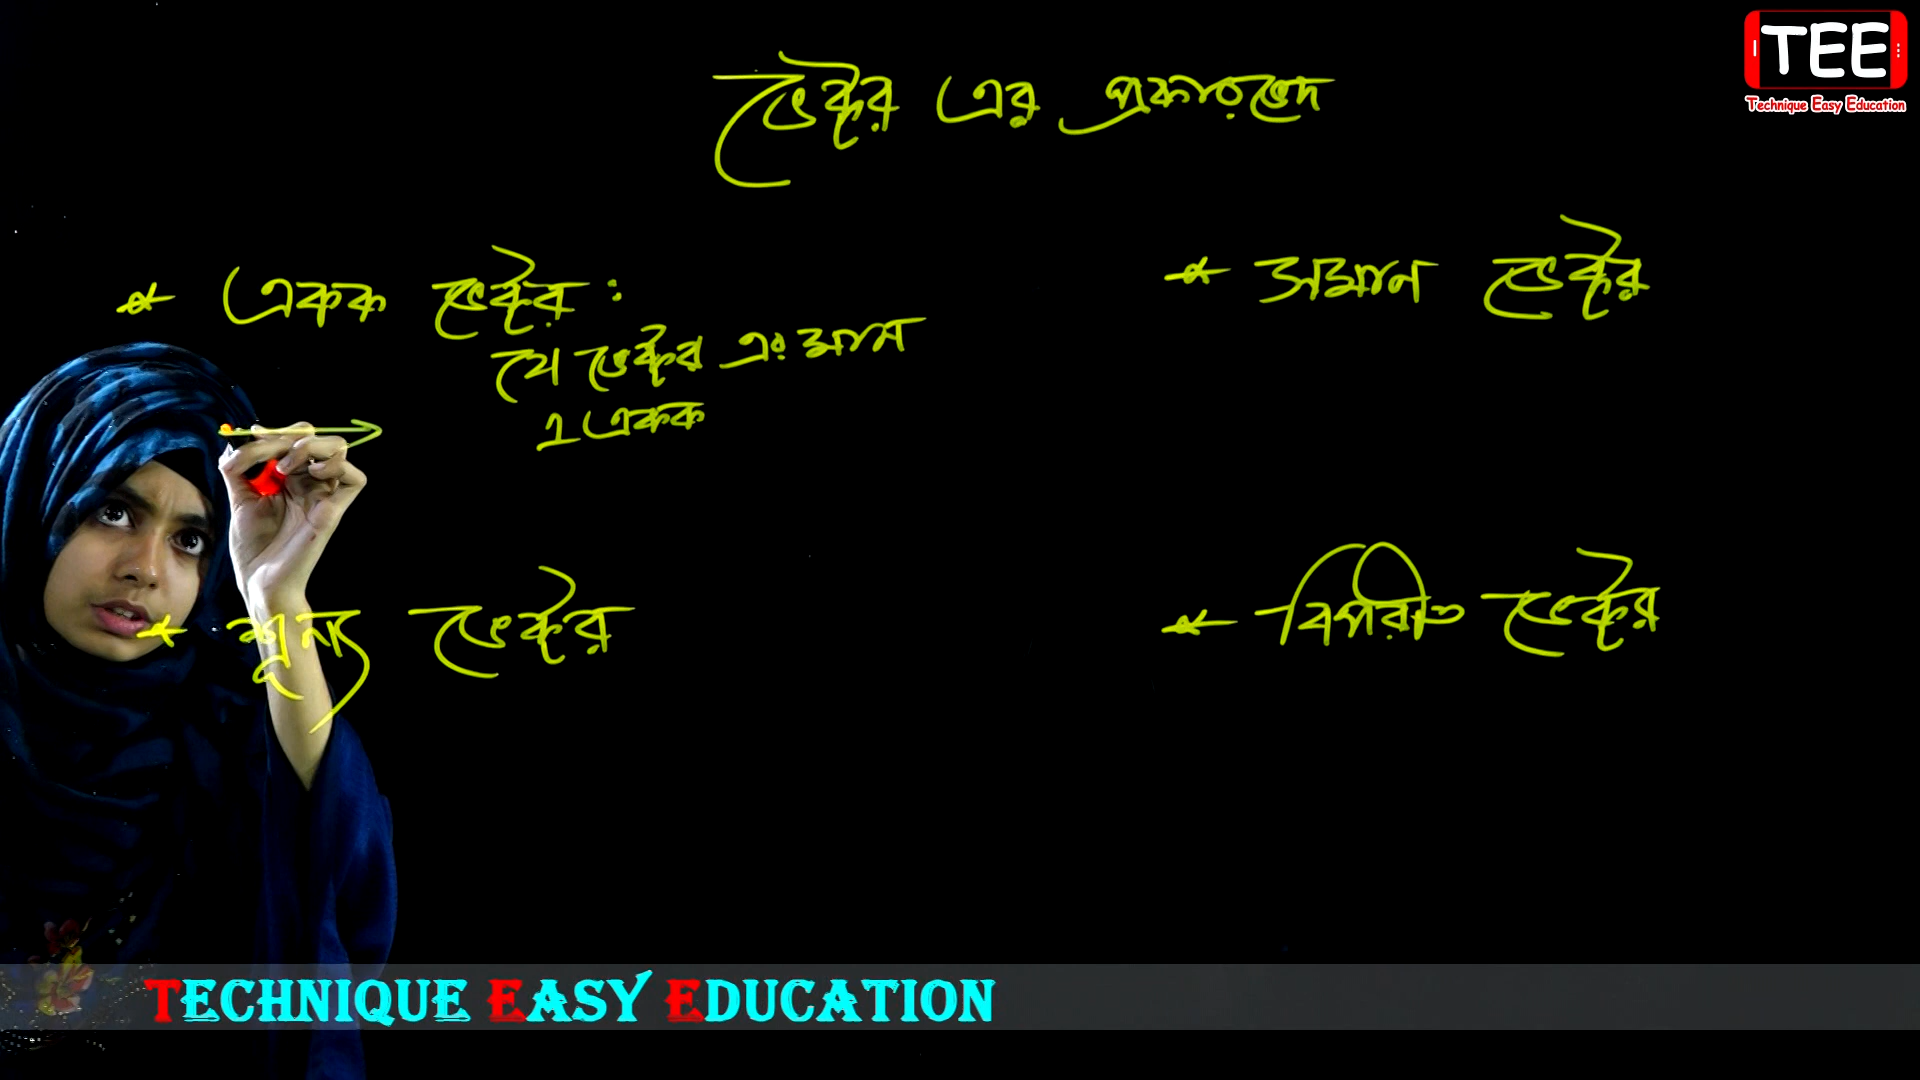 ভেক্টর এর প্রকারভেদ
TEE
Technique Easy Education
* একক ভেক্টর :
যে ভেক্টর এর মান
1 একক
* সমান ভেক্টর
* শূন্য ভেক্টর
* বিপরীত ভেক্টর
TECHNIQUE EASY EDUCATION